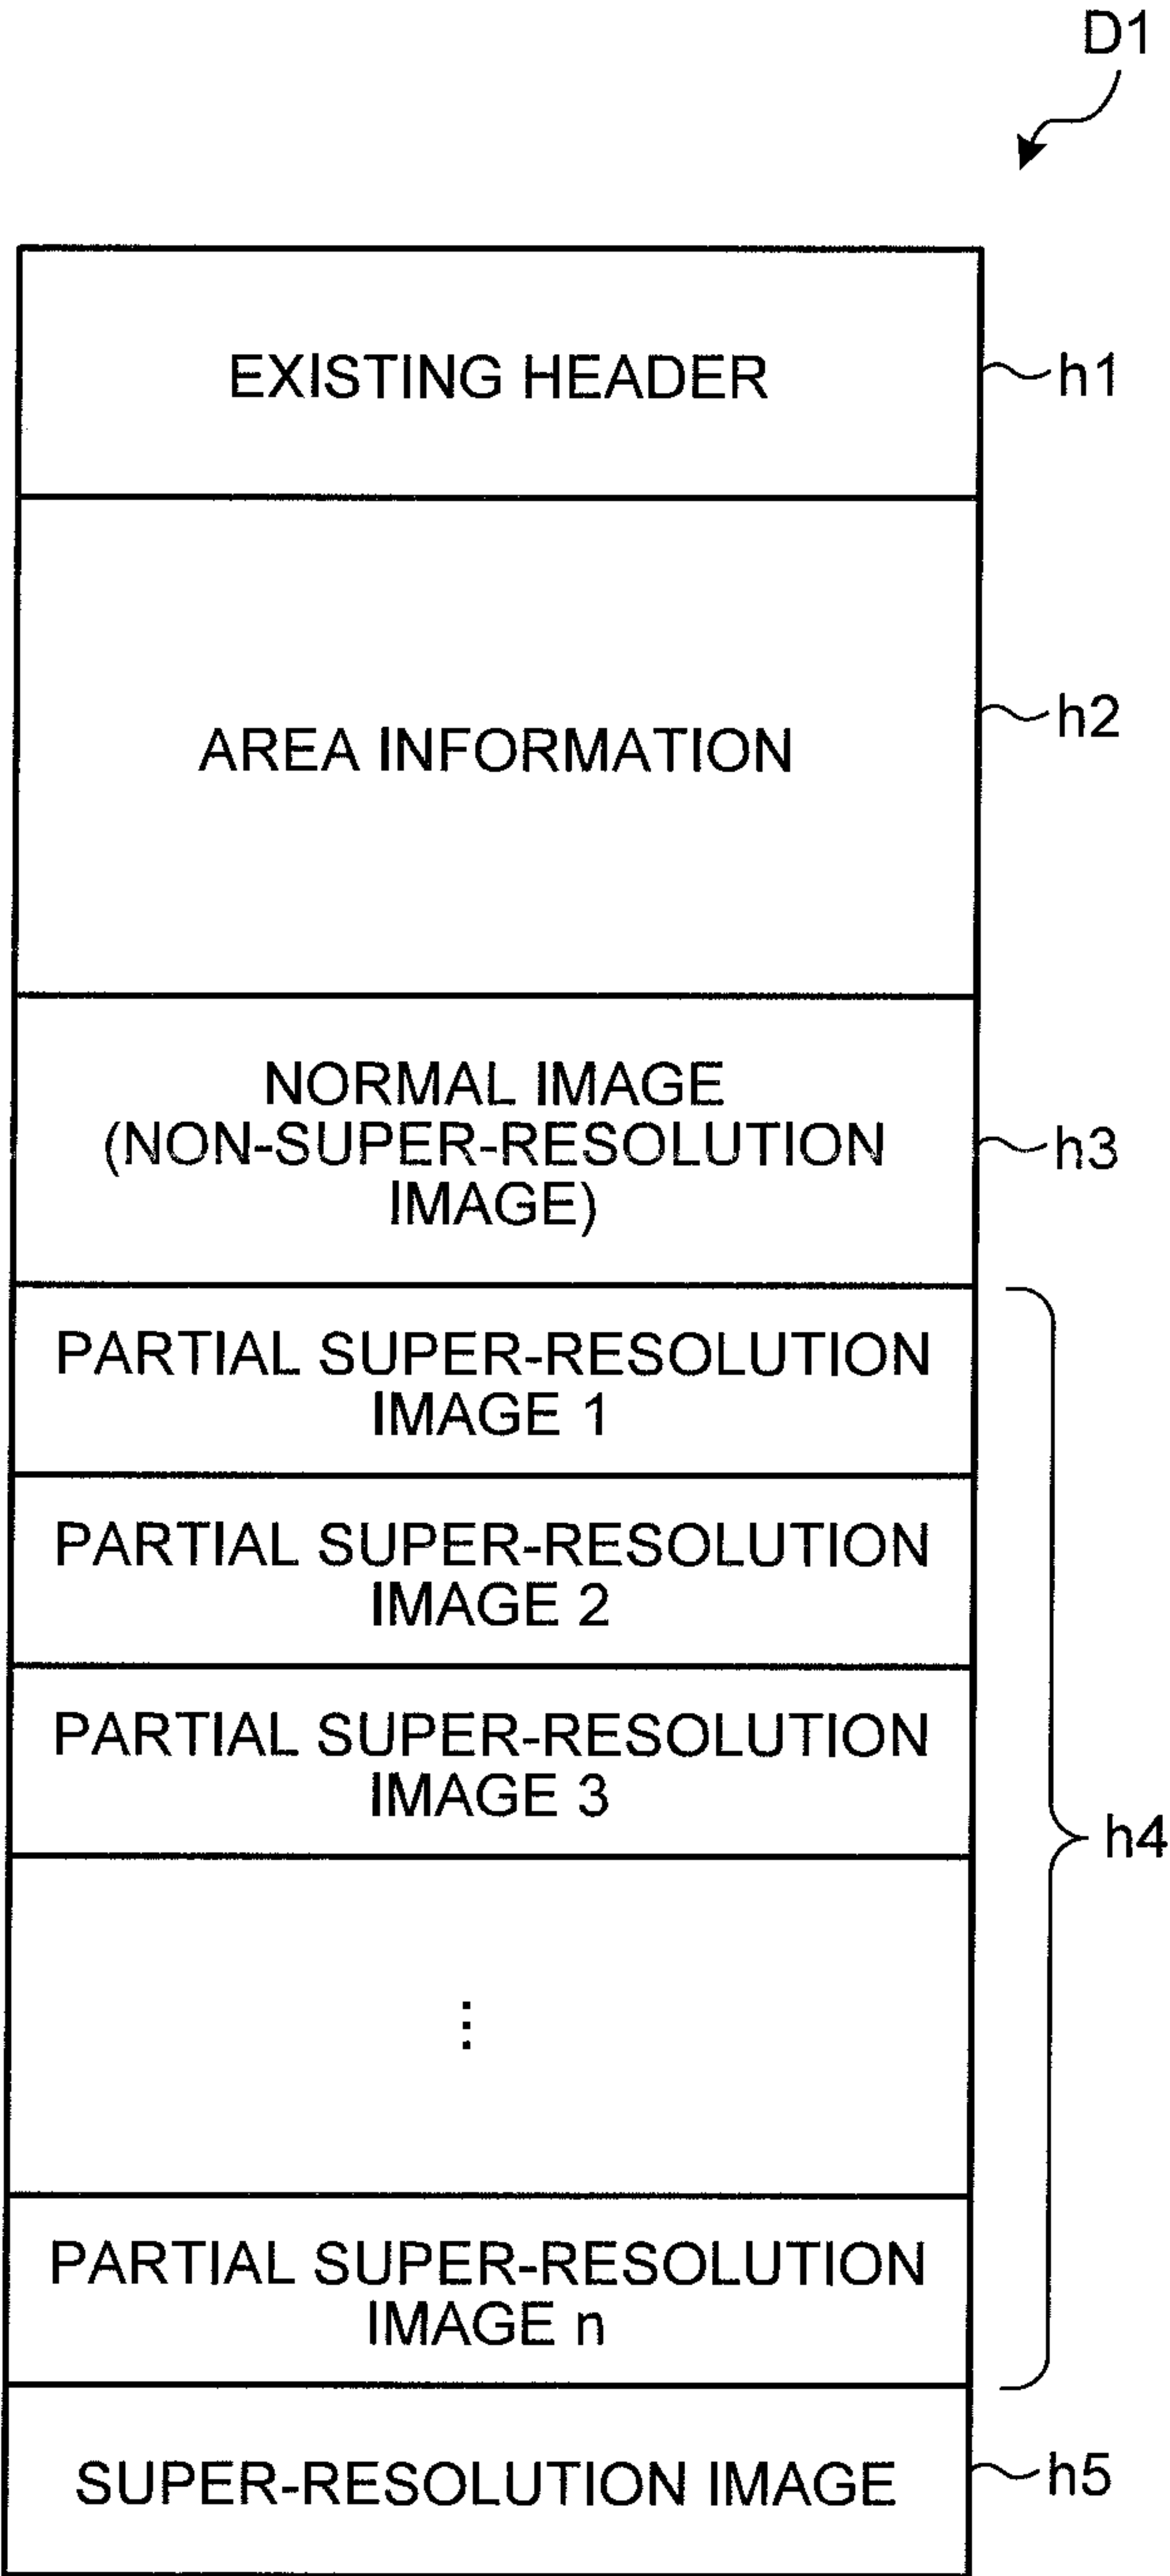 D1
EXISTING HEADER
h1
AREA INFORMATION
h2
NORMAL IMAGE
(NON-SUPER-RESOLUTION
IMAGE)
h3
PARTIAL SUPER-RESOLUTION
IMAGE 1
PARTIAL SUPER-RESOLUTION
IMAGE 2
PARTIAL SUPER-RESOLUTION
IMAGE 3
⋮
h4
PARTIAL SUPER-RESOLUTION
IMAGE n
SUPER-RESOLUTION IMAGE
h5